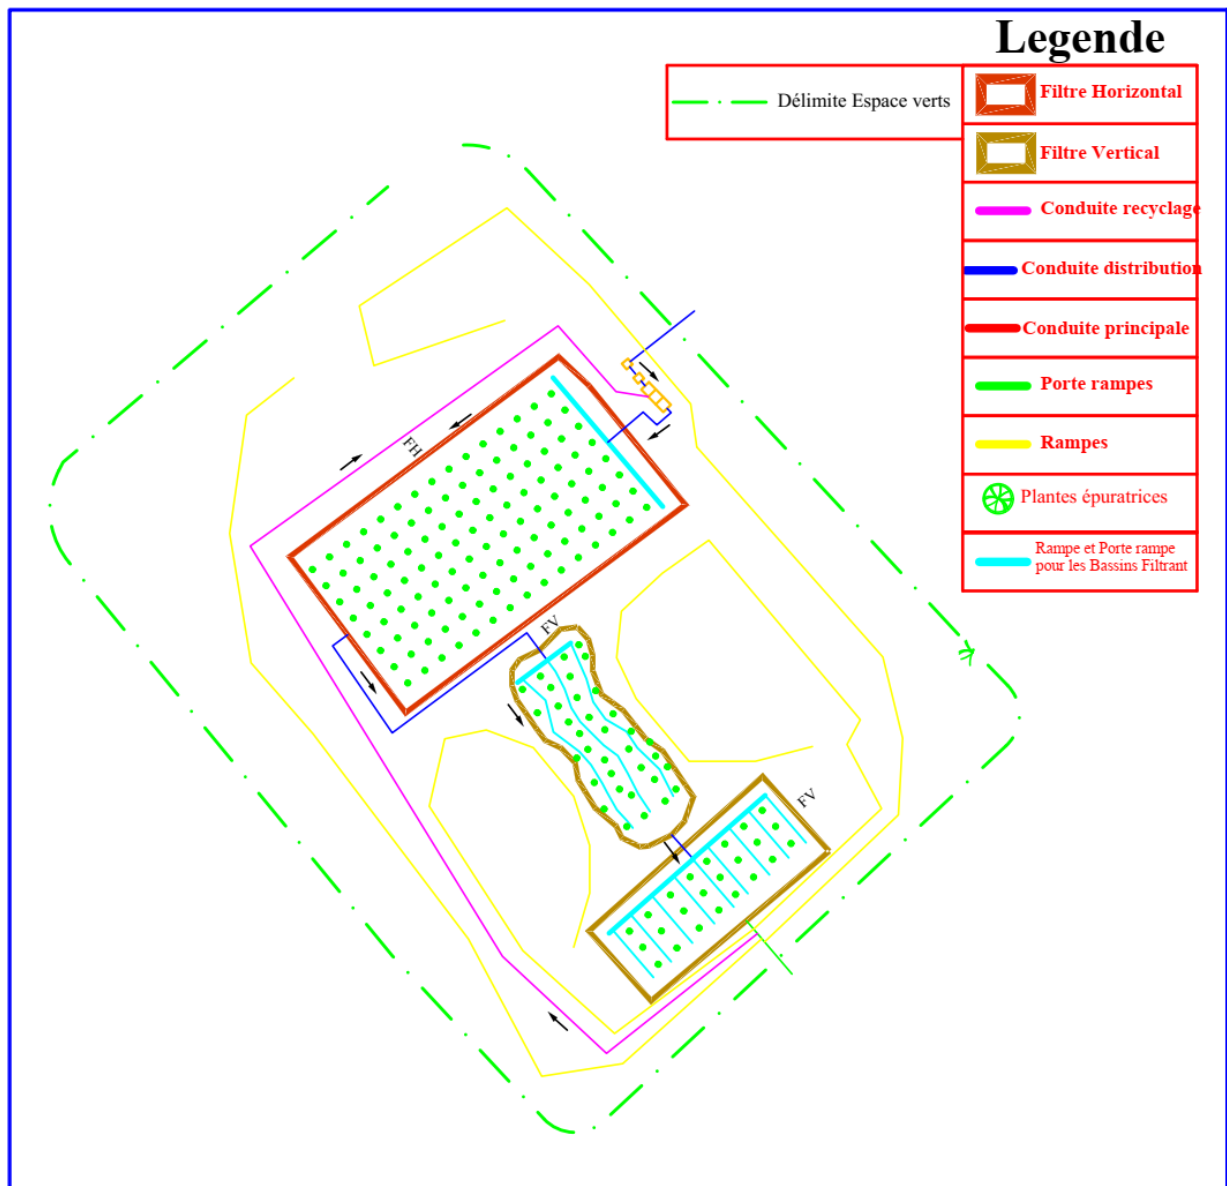 Legende
Délimite Espace verts
Filtre Horizontal
Filtre Vertical
Conduite recyclage
Conduite distribution
Conduite principale
Porte rampes
Rampes
Plantes épuratrices
Rampe et Porte rampe
pour les Bassins Filtrant
FH
FV
FV